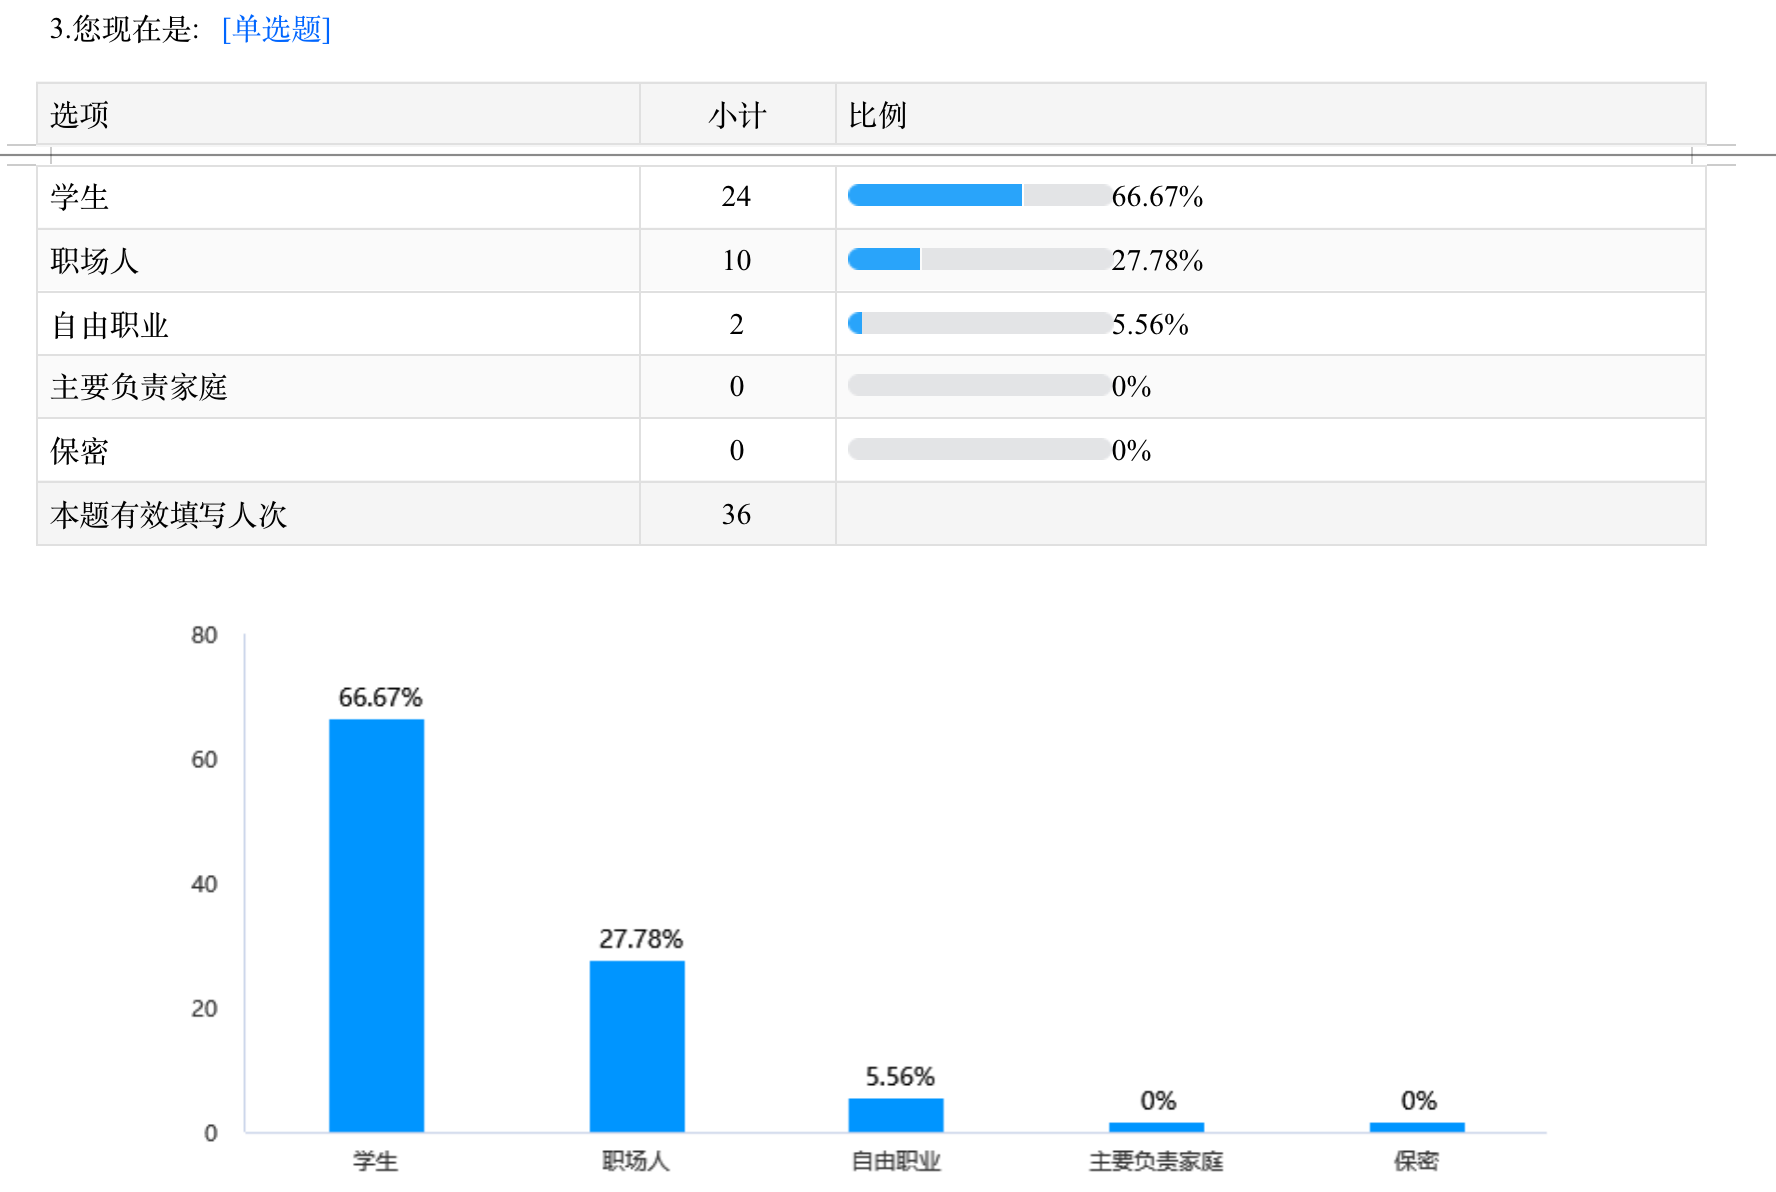 3.您现在是: [单选题]
选项 小计 比例
学生 24 66.67%
职场人 10 27.78%
自由职业 2 5.56%
主要负责家庭 0 0%
保密 0 0%
本题有效填写人次 36
80
66.67%
60
40
27.78%
20
5.56%
0% 0%
0
学生 职场人 自由职业 主要负责家庭 保密